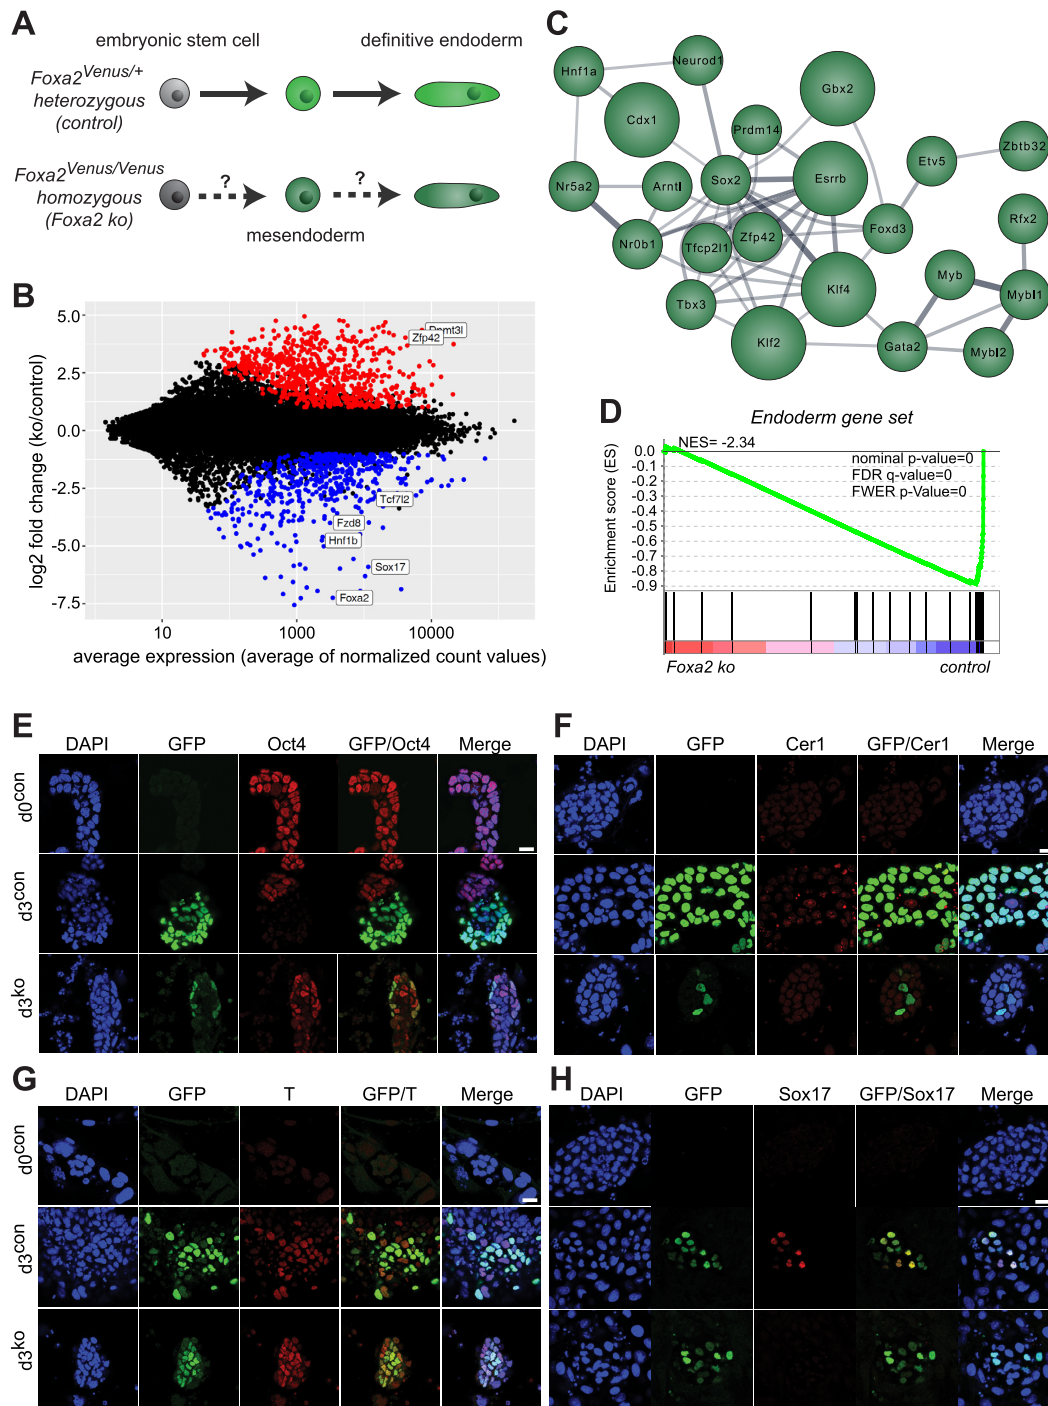 A
embryonic stem cell
definitive endoderm
Foxa2Venus/+
heterozygous
(control)
Foxa2Venus/Venus
homozygous
(Foxa2 ko)
?
?
mesendoderm
B
5.0
2.5
0.0
-2.5
-5.0
-7.5
log2 fold change (ko/control)
Dnmt3l
Zfp42
Tcf7l2
Fzd8
Hnf1b
Sox17
Foxa2
10
1000
10000
average expression (average of normalized count values)
C
Hnf1a
Neurod1
Gbx2
Cdx1
Prdm14
Zbtb32
Etv5
Nr5a2
Arntl
Sox2
Esrrb
Rfx2
Nr0b1
Tfcp2l1
Zfp42
Foxd3
Myb
Mybl1
Tbx3
Klf4
Klf2
Gata2
Mybl2
D
Endoderm gene set
NES= -2.34
nominal p-value=0
FDR q-value=0
FWER p-Value=0
Enrichment score (ES)
0.0
-0.1
-0.2
-0.3
-0.4
-0.5
-0.6
-0.7
-0.8
-0.9
Foxa2 ko
control
E
DAPI
GFP
Oct4
GFP/Oct4
Merge
d0con
d3con
d3ko
F
DAPI
GFP
Cer1
GFP/Cer1
Merge
G
DAPI
GFP
T
GFP/T
Merge
d0con
d3con
d3ko
H
DAPI
GFP
Sox17
GFP/Sox17
Merge